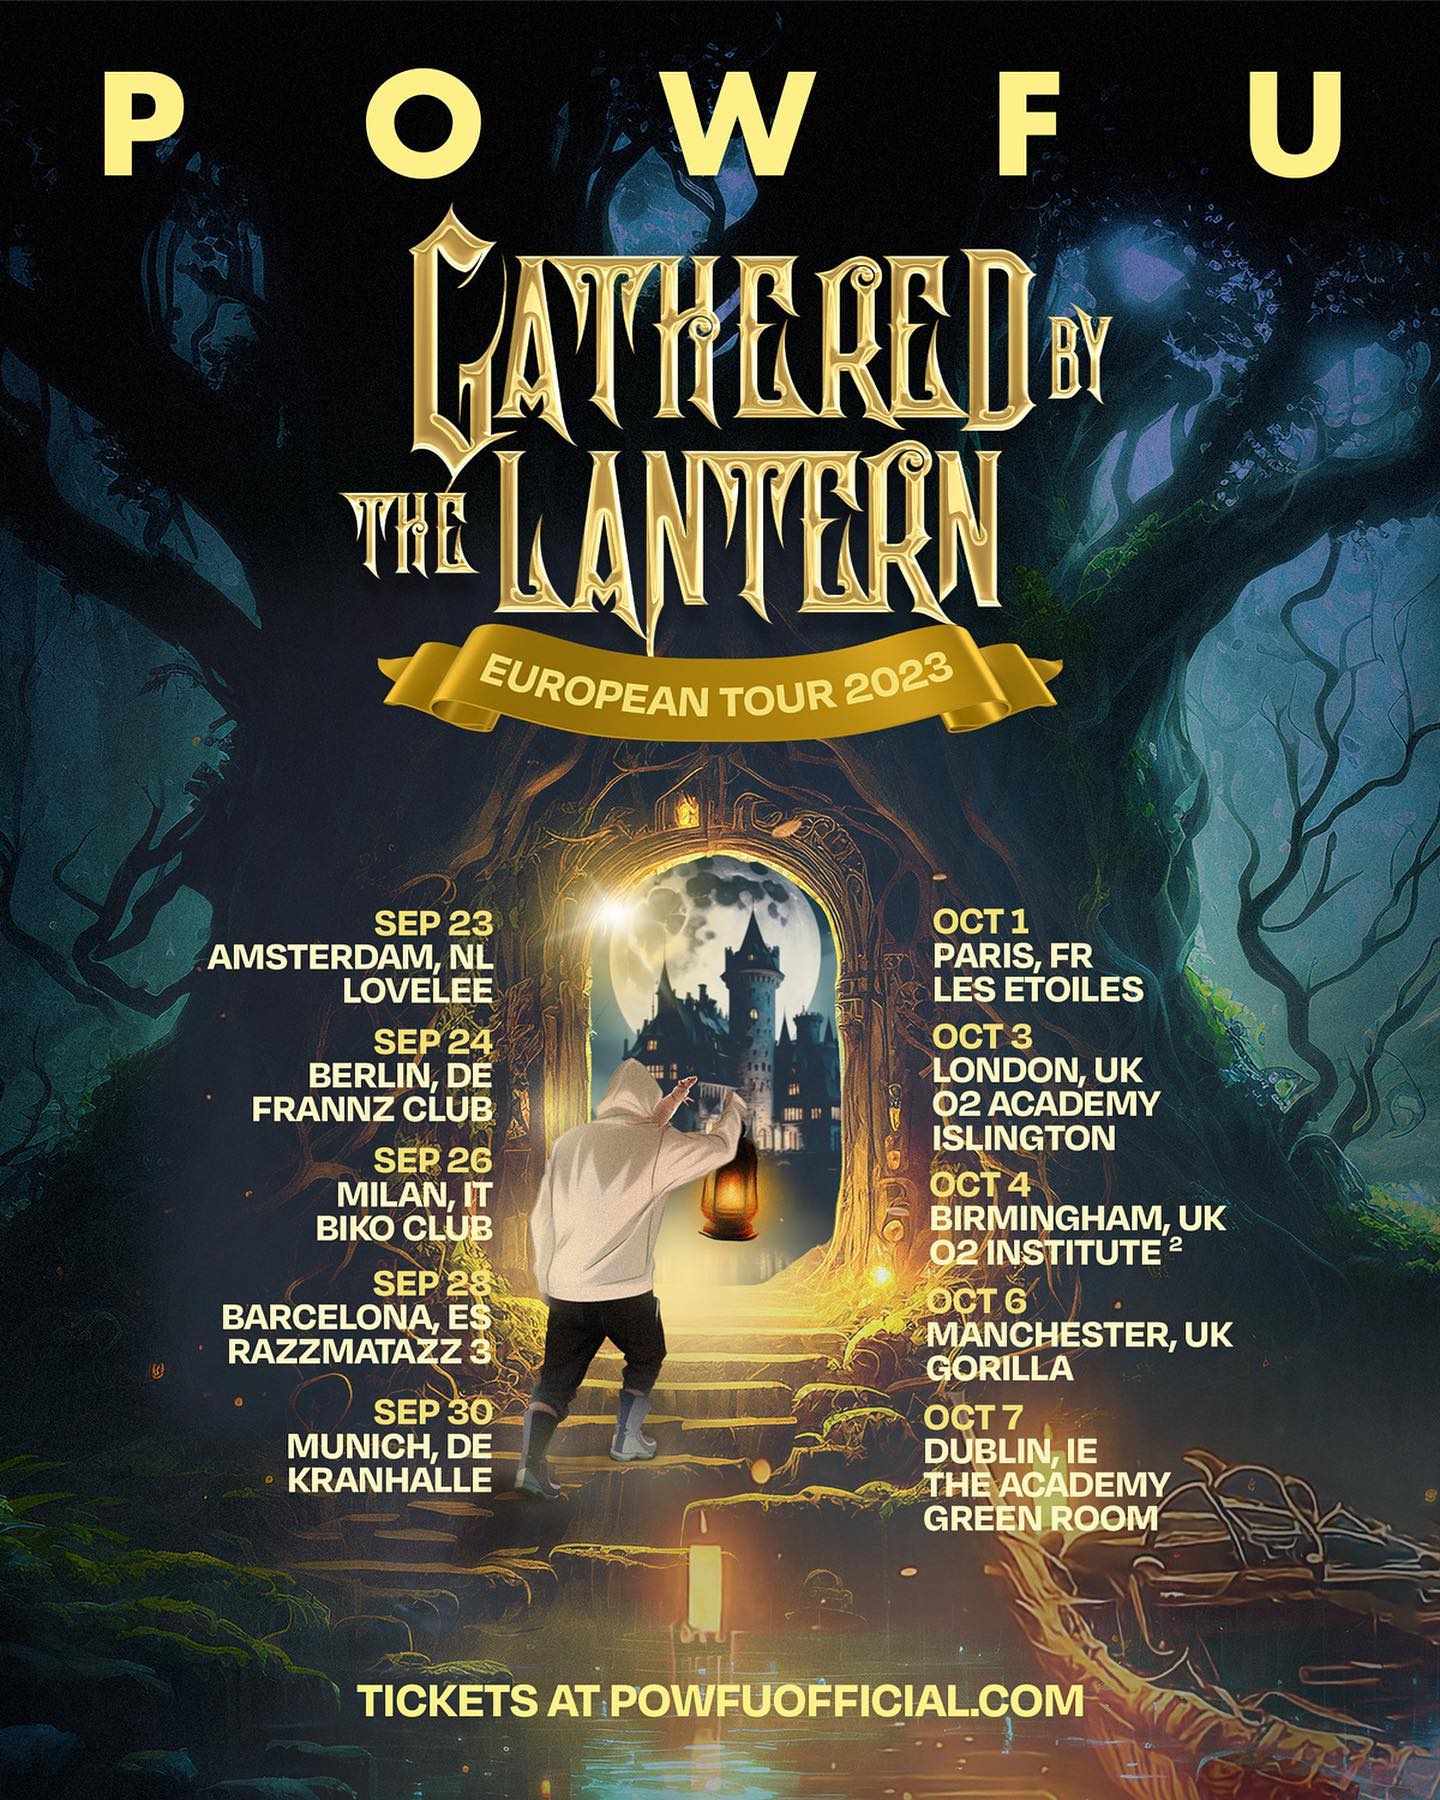 POWFU
GATHERED BY
THE LANTERN
EUROPEAN TOUR 2023
SEP 23
AMSTERDAM, NL
LOVELEE
SEP 24
BERLIN, DE
FRANNZ CLUB
SEP 26
MILAN, IT
BIKO CLUB
SEP 28
BARCELONA, ES
RAZZMATAZZ 3
SEP 30
MUNICH, DE
KRANHALLE
OCT 1
PARIS, FR
LES ETOILES
OCT 3
LONDON, UK
O2 ACADEMY
ISLINGTON
OCT 4
BIRMINGHAM, UK
O2 INSTITUTE ²
OCT 6
MANCHESTER, UK
GORILLA
OCT 7
DUBLIN, IE
THE ACADEMY
GREEN ROOM
TICKETS AT POWFUOFFICIAL.COM